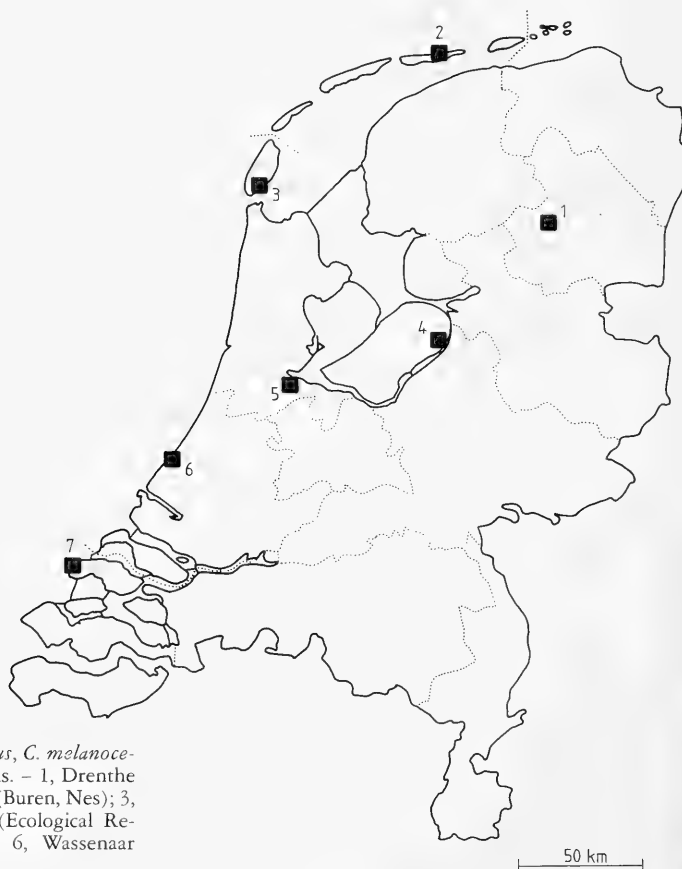 2
3
1
4
5
6
7
us, C. melanoce-
is. – 1, Drenthe
(Buren, Nes); 3,
(Ecological Re-
6, Wassenaar
50 km